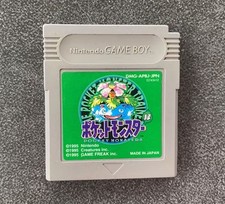 Nintendo GAME BOY
DMG-APBJ-JPN
ポケットモンスター 緑
POCKET MONSTERS
©1995 Nintendo
©1995 Creatures inc.
©1995 GAME FREAK inc.
MADE IN JAPAN